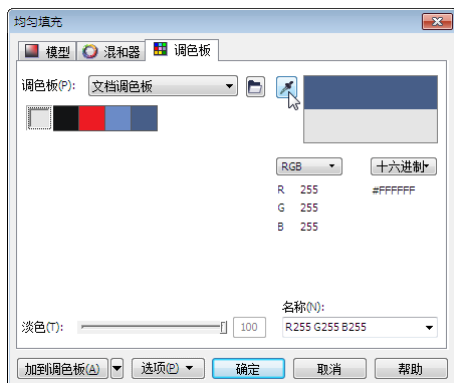 均匀填充
模型 混和器 调色板
调色板(P): 文档调色板
RGB 十六进制
R 255 #FFFFFF
G 255
B 255
名称(N):
淡色(T): 100 R255 G255 B255
加到调色板(A) 选项(P) 确定 取消 帮助